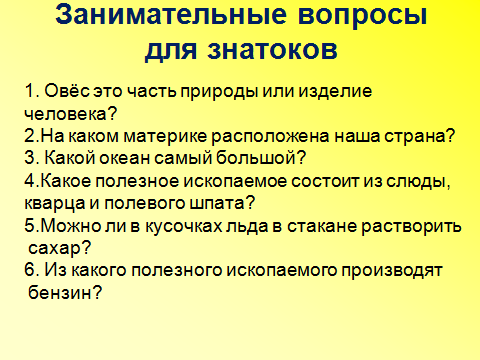 Занимательные вопросы
для знатоков
1. Овёс это часть природы или изделие
человека?
2.На каком материке расположена наша страна?
3. Какой океан самый большой?
4.Какое полезное ископаемое состоит из слюды,
кварца и полевого шпата?
5.Можно ли в кусочках льда в стакане растворить
сахар?
6. Из какого полезного ископаемого производят
бензин?